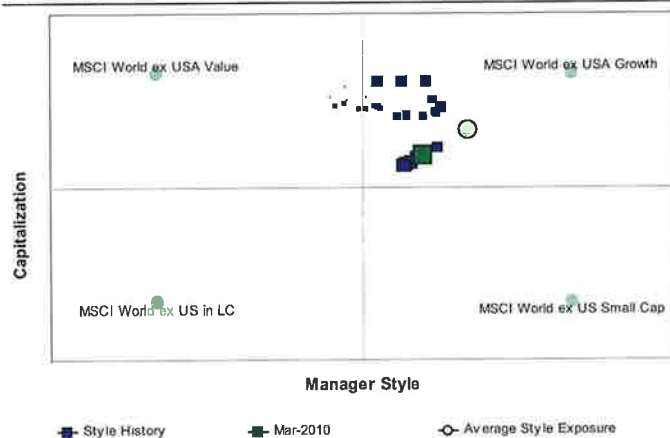 MSCI World ex USA Value
MSCI World ex USA Growth
Capitalization
MSCI World ex US in LC
MSCI World ex US Small Cap
Manager Style
Style History
Mar-2010
Average Style Exposure